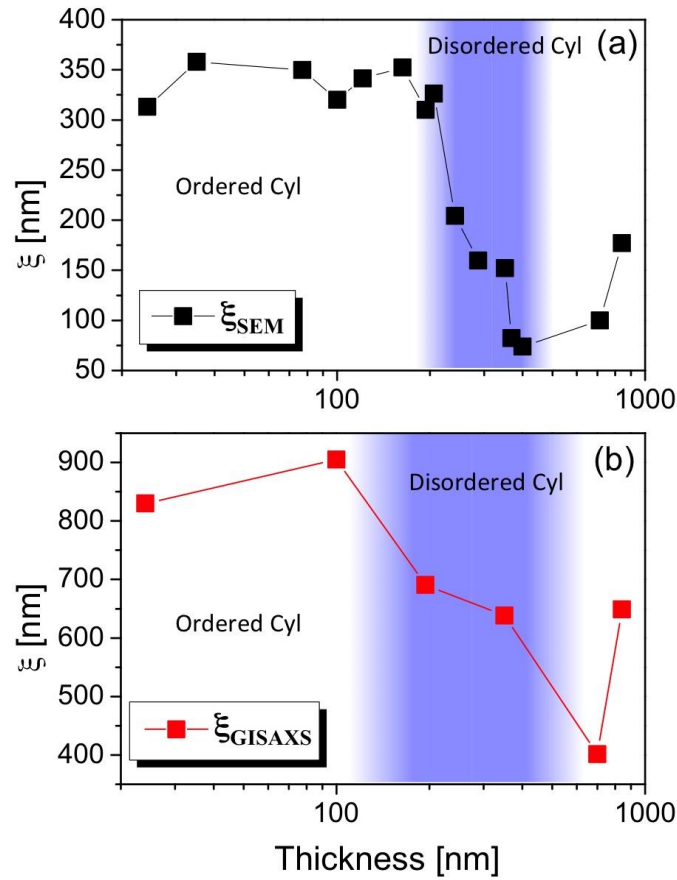 400
350
300
250
200
150
100
50
ξ [nm]
Disordered Cyl
(a)
Ordered Cyl
ξSEM
100
1000
900
800
700
600
500
400
ξ [nm]
Disordered Cyl
(b)
Ordered Cyl
ξGISAXS
100
1000
Thickness [nm]